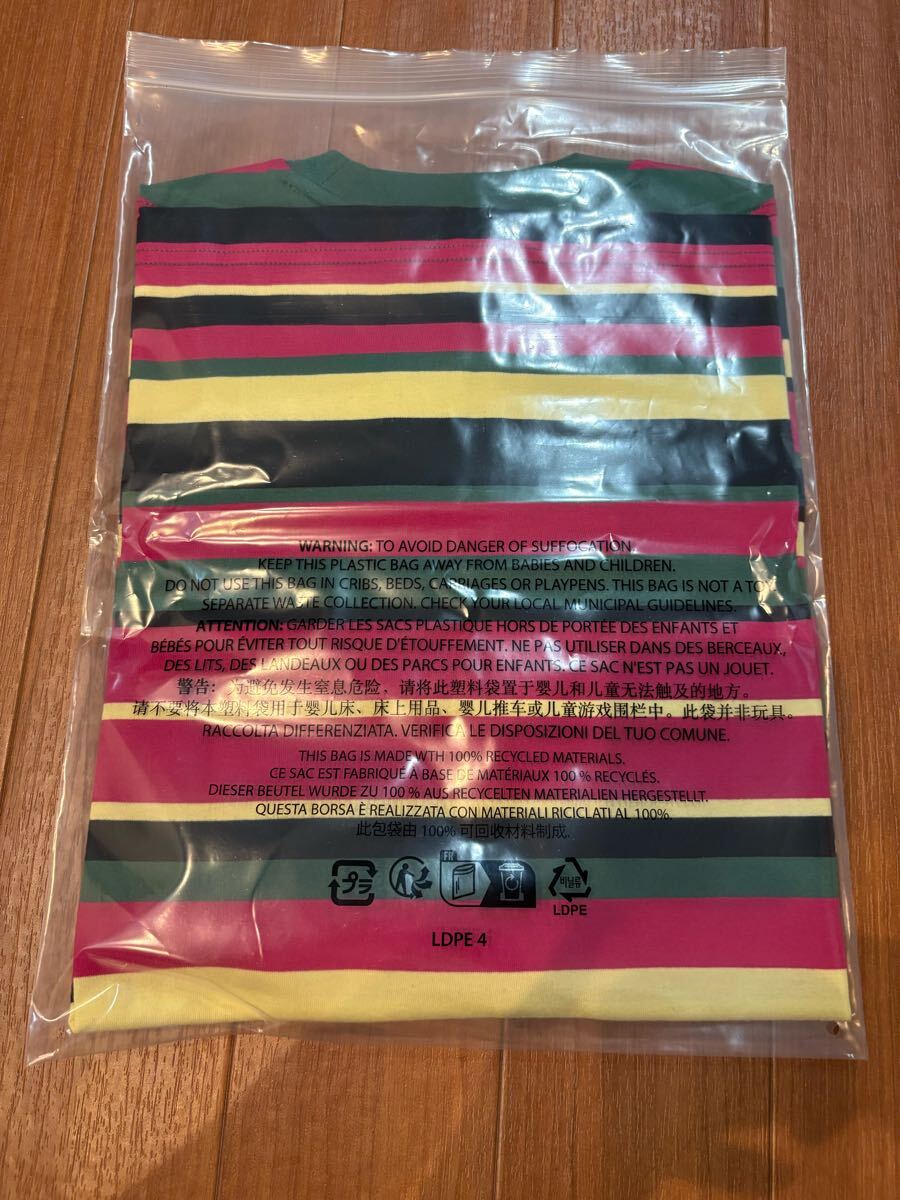 WARNING: TO AVOID DANGER OF SUFFOCATION
KEEP THIS PLASTIC BAG AWAY FROM BABIES AND CHILDREN.
DO NOT USE THIS BAG IN CRIBS, BEDS, CARRIAGES OR PLAYPENS. THIS BAG IS NOT A TOY
SEPARATE WASTE COLLECTION. CHECK YOUR LOCAL MUNICIPAL GUIDELINES.
ATTENTION: GARDER LES SACS PLASTIQUE HORS DE PORTÉE DES ENFANTS ET
BÉBÉS POUR ÉVITER TOUT RISQUE D'ÉTOUFFEMENT. NE PAS UTILISER DANS DES BERCEAUX,
DES LITS, DES LANDEAUX OU DES PARCS POUR ENFANTS. CE SAC N'EST PAS UN JOUET.
警告: 为避免发生窒息危险，请将此塑料袋置于婴儿和儿童无法触及的地方。
请不要将本塑料袋用于婴儿床、床上用品、婴儿推车或儿童游戏围栏中。此袋并非玩具。
RACCOLTA DIFFERENZIATA. VERIFICA LE DISPOSIZIONI DEL TUO COMUNE.
THIS BAG IS MADE WTH 100% RECYCLED MATERIALS.
CE SAC EST FABRIQUÉ À BASE DE MATÉRIAUX 100 % RECYCLÉS.
DIESER BEUTEL WURDE ZU 100 % AUS RECYCELTEN MATERIALIEN HERGESTELLT.
QUESTA BORSA È REALIZZATA CON MATERIALI RICICLATI AL 100%.
此包袋由 100% 可回收材料制成.
プラ
FR
비닐류
LDPE
LDPE 4